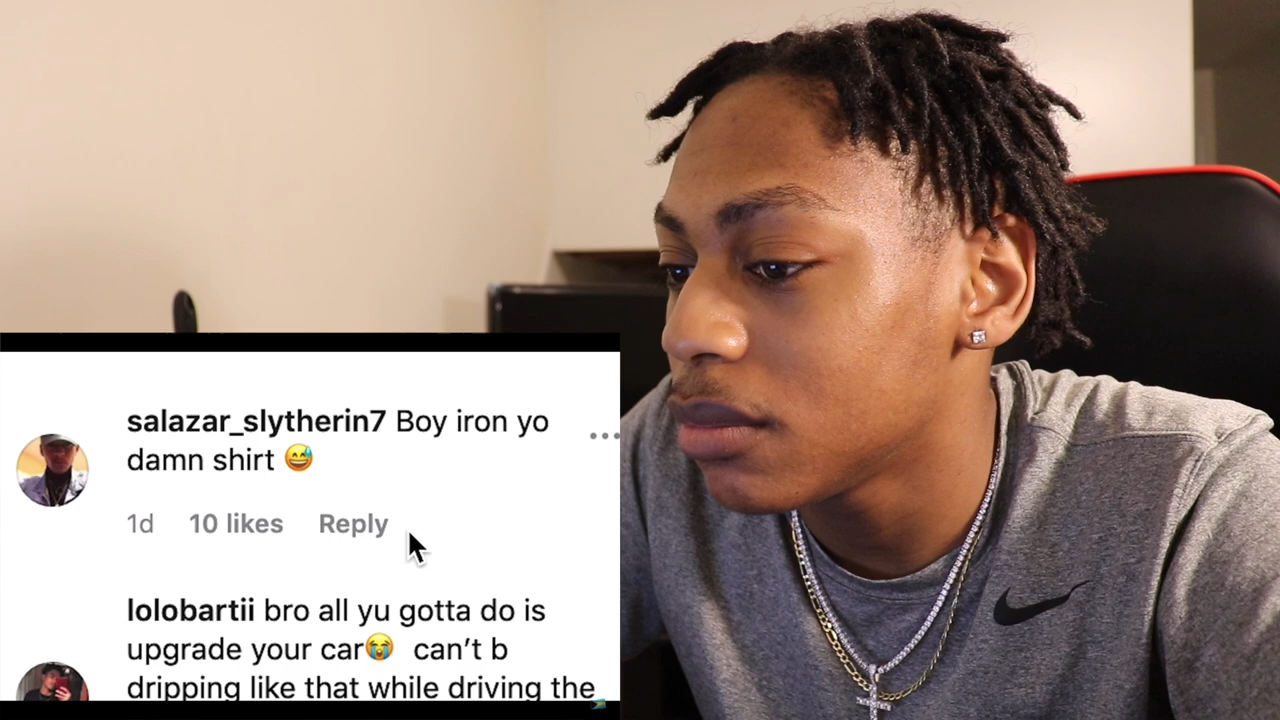 salazar_slytherin7 Boy iron yo
damn shirt 😅
1d 10 likes Reply
lolobartii bro all yu gotta do is
upgrade your car😭 can’t b
dripping like that while driving the